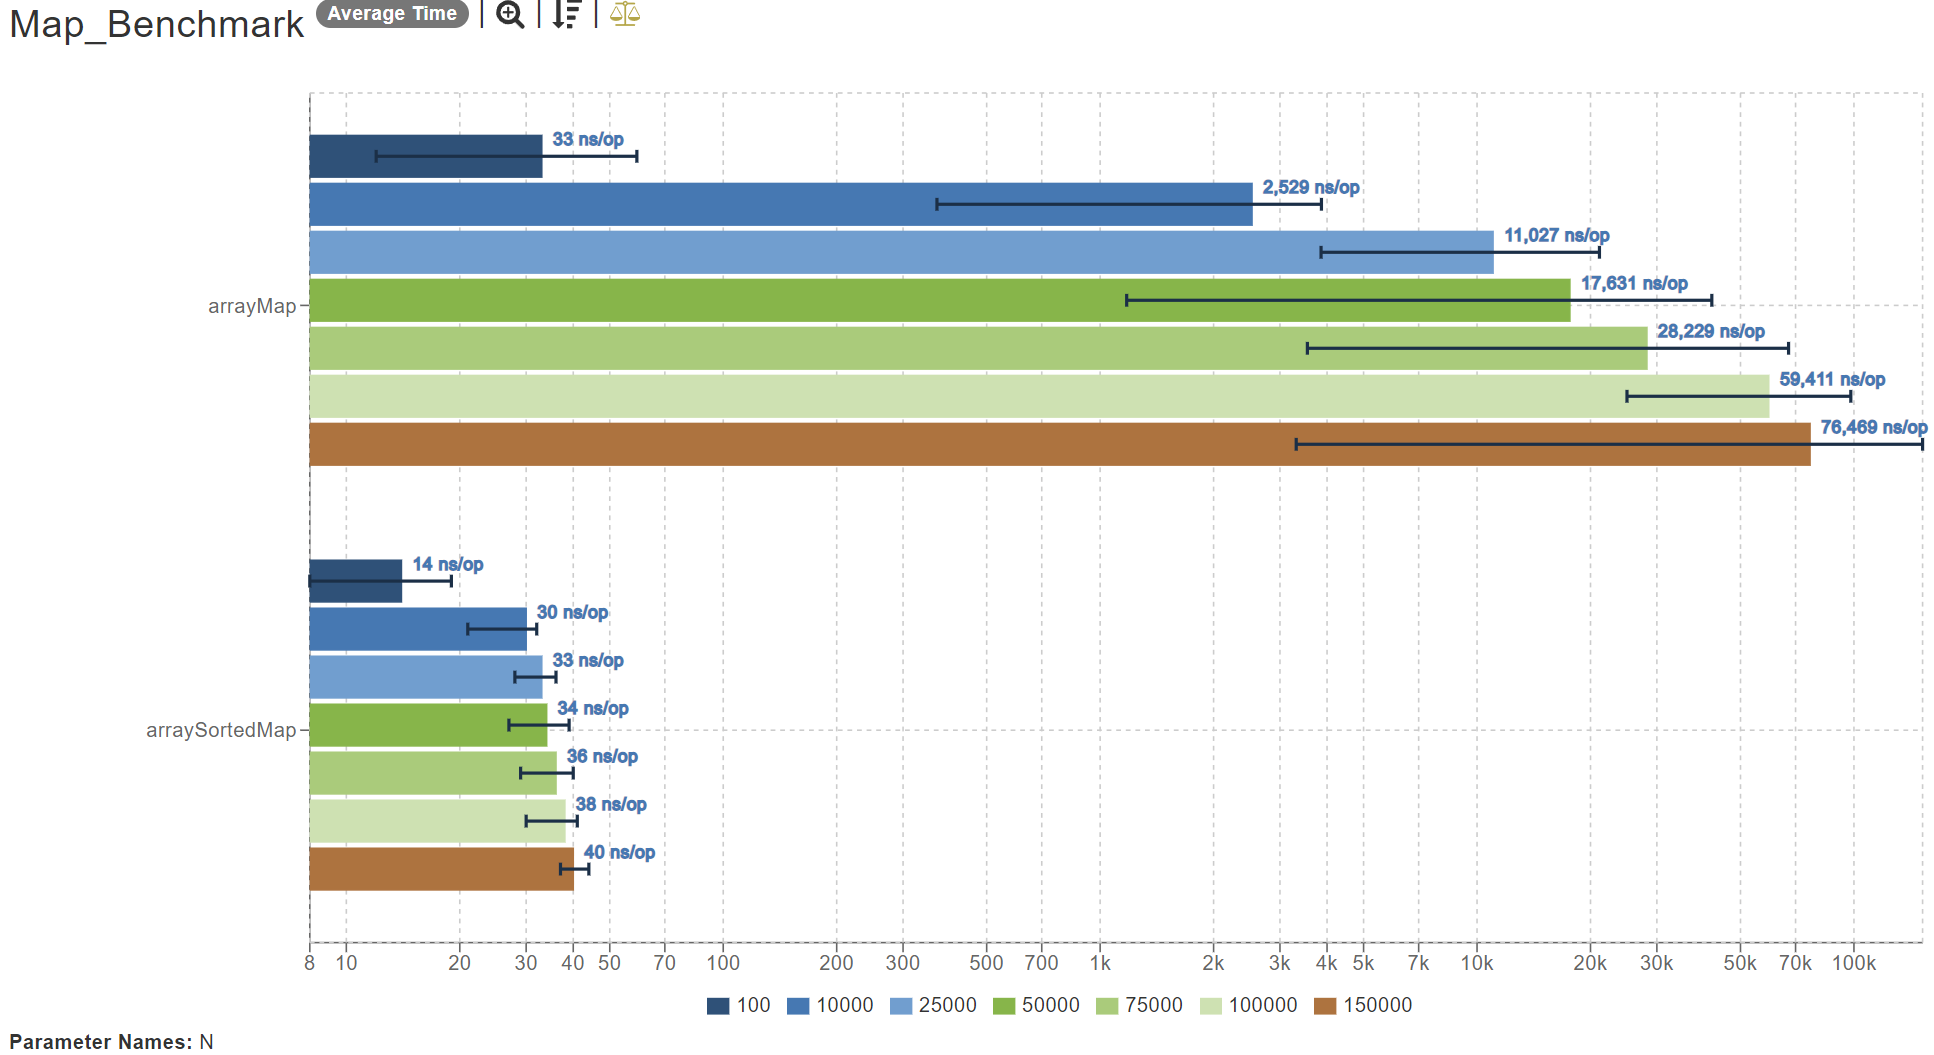 Map_Benchmark Average Time | | |
33 ns/op
2,529 ns/op
11,027 ns/op
17,631 ns/op
arrayMap
28,229 ns/op
59,411 ns/op
76,469 ns/op
14 ns/op
30 ns/op
33 ns/op
34 ns/op
arraySortedMap
36 ns/op
38 ns/op
40 ns/op
8 10 20 30 40 50 70 100 200 300 500 700 1k 2k 3k 4k 5k 7k 10k 20k 30k 50k 70k 100k
100 10000 25000 50000 75000 100000 150000
Parameter Names: N